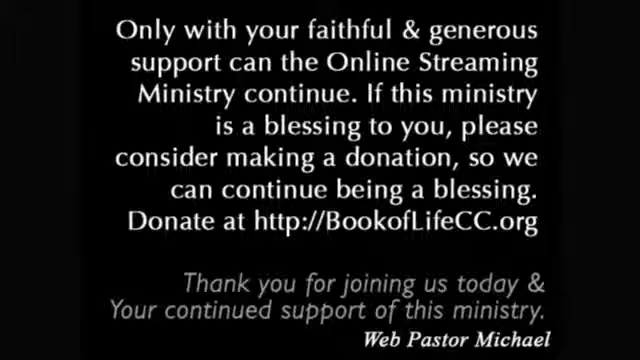 Only with your faithful & generous
support can the Online Streaming
Ministry continue. If this ministry
is a blessing to you, please
consider making a donation, so we
can continue being a blessing.
Donate at http://BookofLifeCC.org
Thank you for joining us today &
Your continued support of this ministry.
Web Pastor Michael